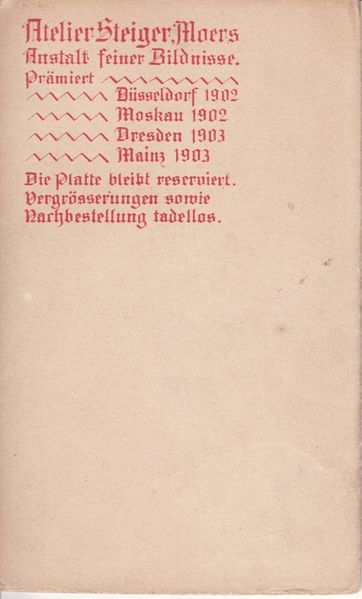 Atelier Steiger, Moers
Anstalt feiner Bildnisse.
Prämiert
Düsseldorf 1902
Moskau 1902
Dresden 1903
Mainz 1903
Die Platte bleibt reserviert.
Vergrösserungen sowie
Nachbestellung tadellos.